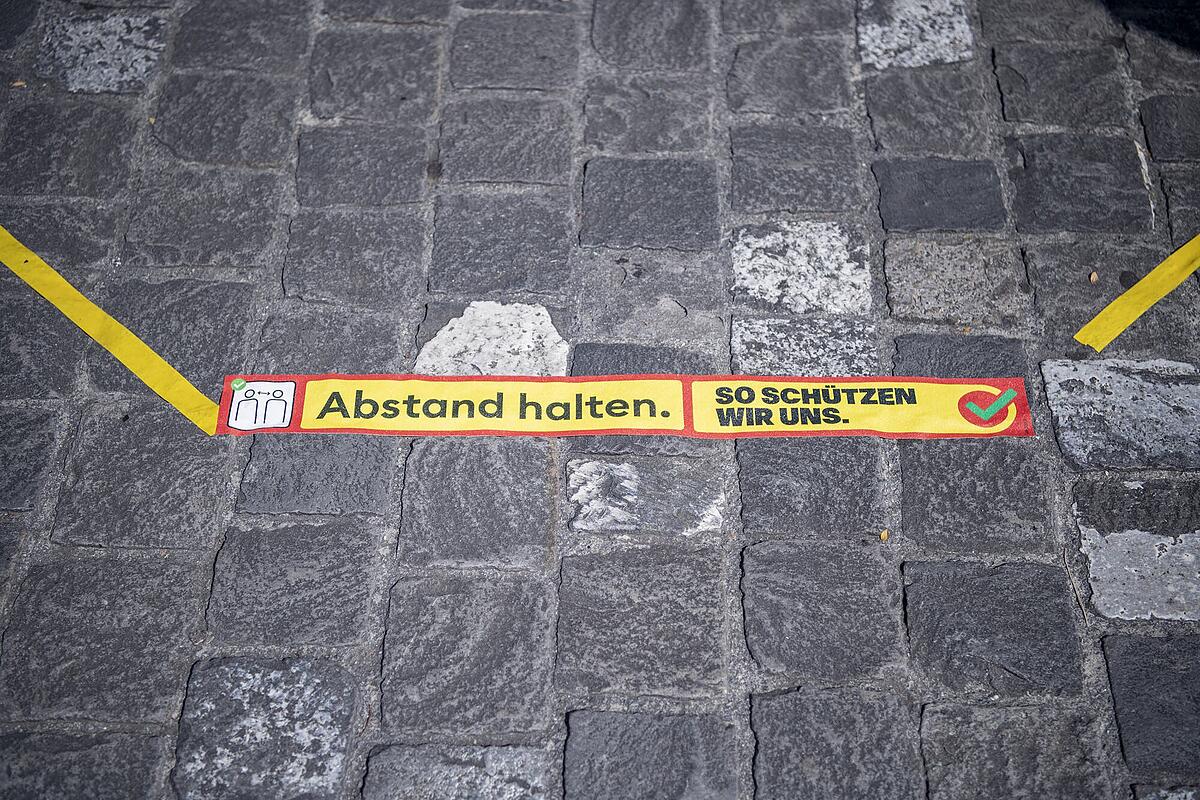 Abstand halten.
SO SCHÜTZEN
WIR UNS.